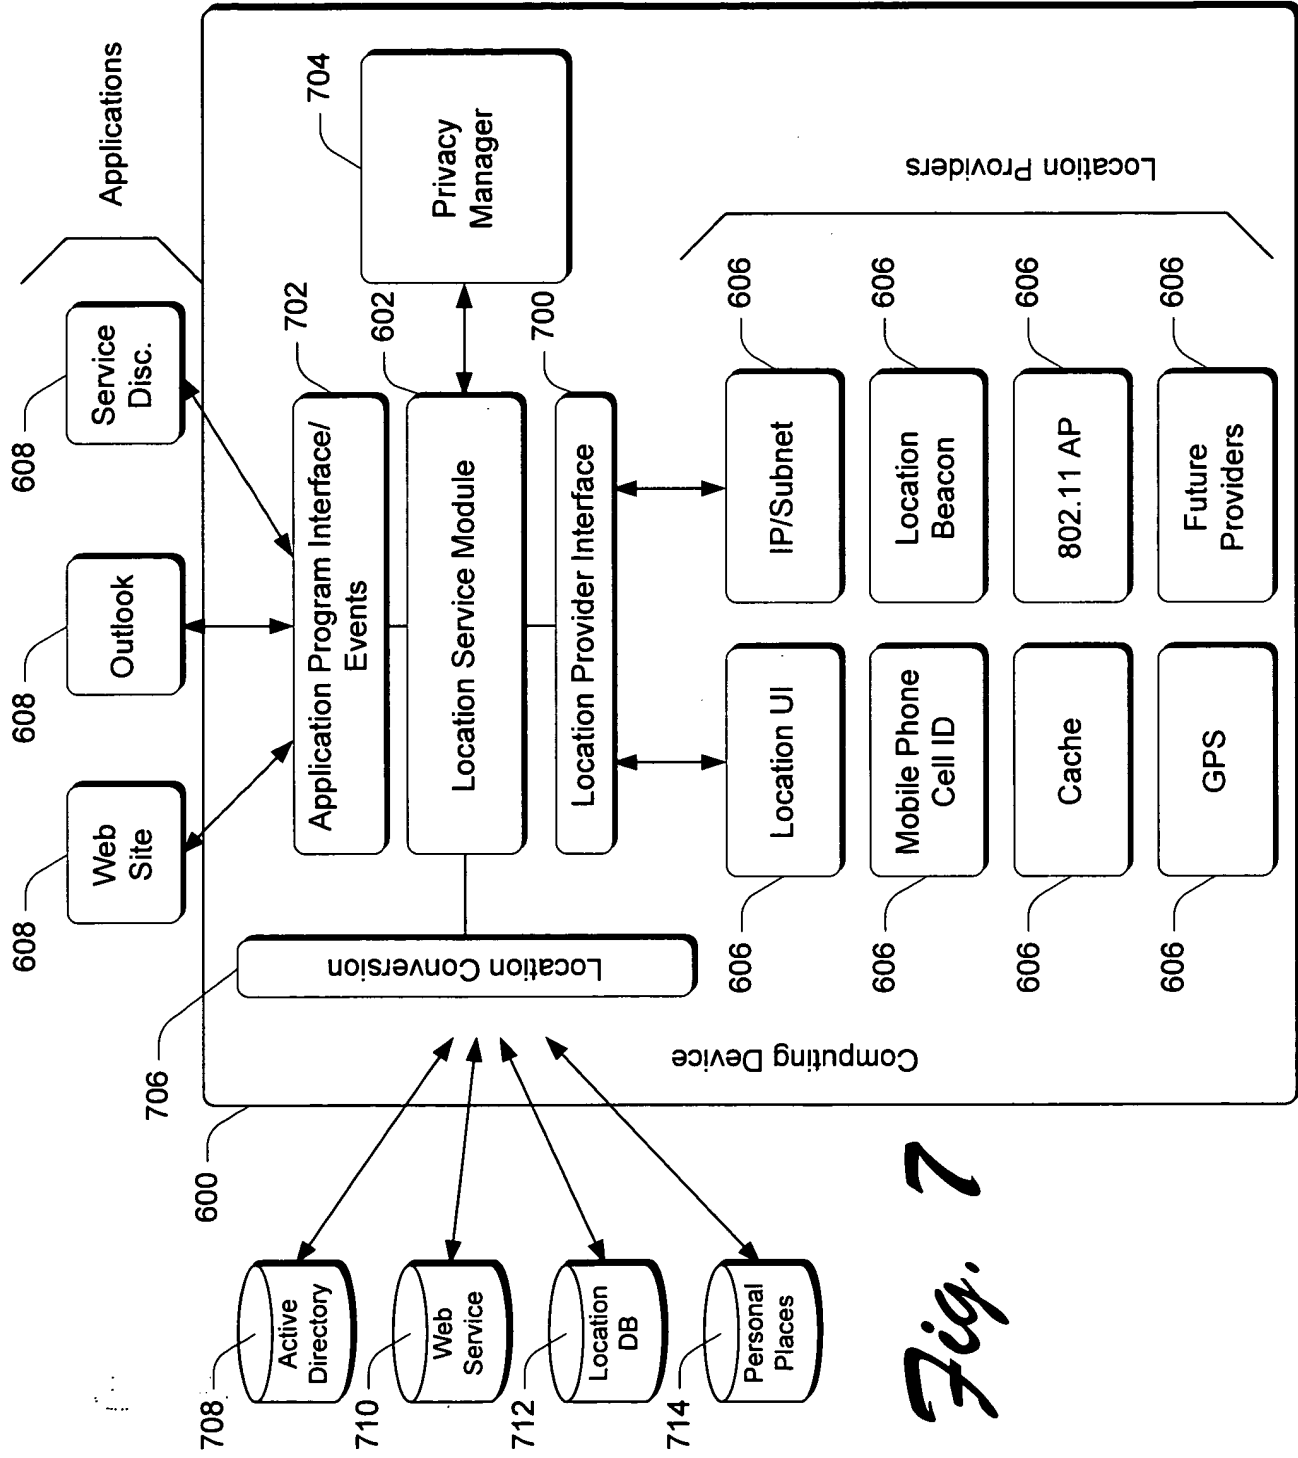 Applications
608
Web
Site
608
Outlook
608
Service
Disc.
600
706
Location Conversion
702
Application Program Interface/
Events
602
Location Service Module
700
Location Provider Interface
704
Privacy
Manager
708
Active
Directory
710
Web
Service
712
Location
DB
714
Personal
Places
Computing Device
Location Providers
606
Location UI
606
IP/Subnet
606
Mobile Phone
Cell ID
606
Location
Beacon
606
Cache
606
802.11 AP
606
GPS
606
Future
Providers
Fig. 7